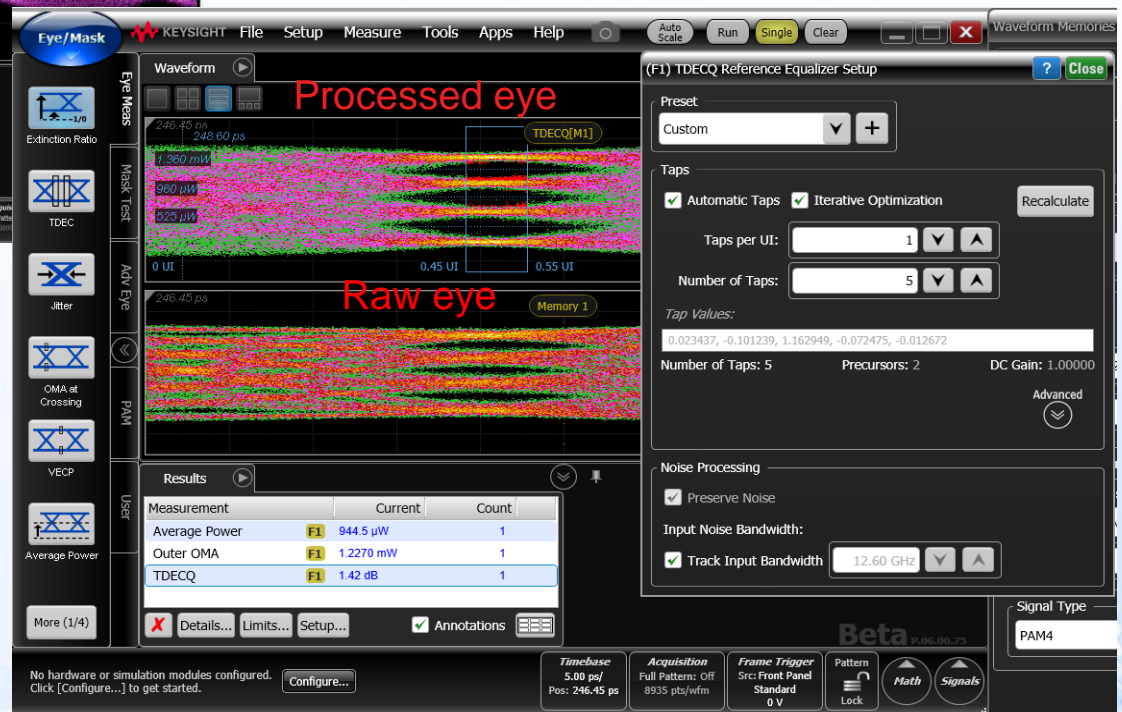 Eye/Mask
KEYSIGHT File Setup Measure Tools Apps Help
Auto Scale Run Single Clear
Waveform Memories
Eye Meas
Mask Test
Adv Eye
PAM
User
Extinction Ratio
TDEC
Jitter
OMA at
Crossing
VECP
Average Power
More (1/4)
Waveform
Processed eye
246.45 ps
248.60 ps
TDECQ[M1]
1.360 mW
960 µW
525 µW
0 UI 0.45 UI 0.55 UI
Raw eye
246.45 ps
Memory 1
(F1) TDECQ Reference Equalizer Setup ? Close
Preset
Custom
Taps
Automatic Taps Iterative Optimization Recalculate
Taps per UI: 1
Number of Taps: 5
Tap Values:
0.023437, -0.101239, 1.162949, -0.072475, -0.012672
Number of Taps: 5 Precursors: 2 DC Gain: 1.00000
Advanced
Noise Processing
Preserve Noise
Input Noise Bandwidth:
Track Input Bandwidth 12.60 GHz
Results
Measurement Current Count
Average Power F1 944.5 µW 1
Outer OMA F1 1.2270 mW 1
TDECQ F1 1.42 dB 1
Details... Limits... Setup... Annotations
Beta P.06.00.75
Signal Type
PAM4
No hardware or simulation modules configured.
Click [Configure...] to get started.
Configure...
Timebase
5.00 ps/
Pos: 246.45 ps
Acquisition
Full Pattern: Off
8935 pts/wfm
Frame Trigger
Src: Front Panel
Standard
0 V
Pattern
Lock
Math
Signals